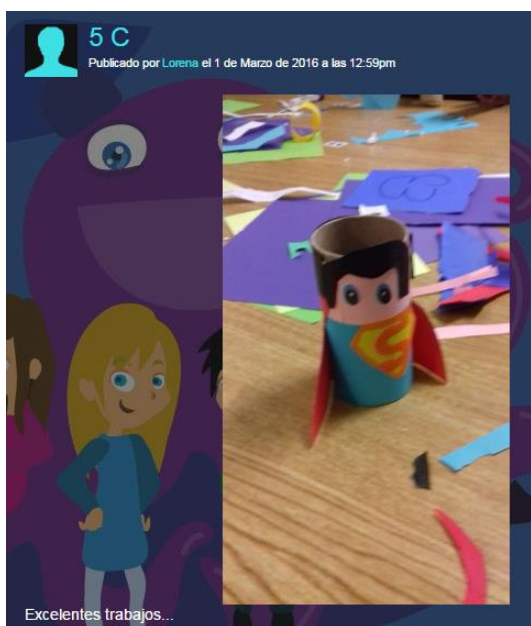 5 C
Publicado por Lorena el 1 de Marzo de 2016 a las 12:59pm
S
Excelentes trabajos...